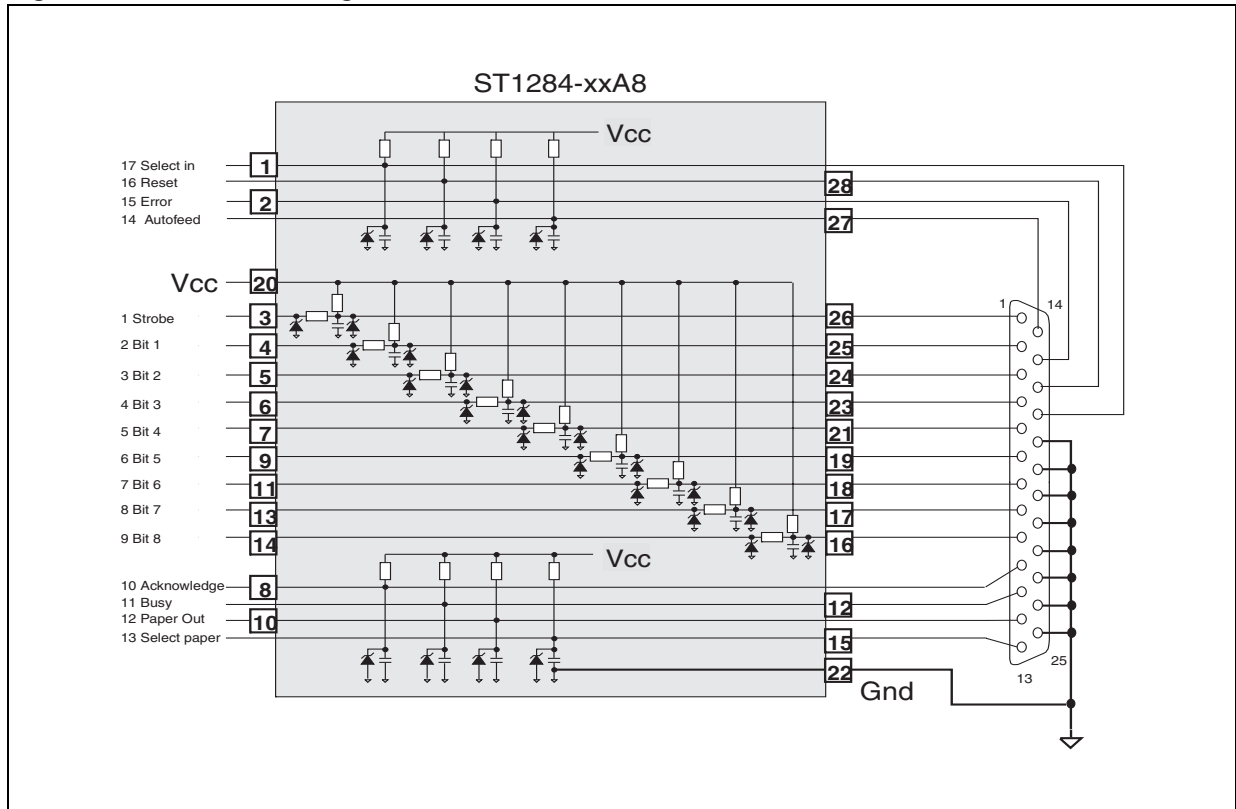 ST1284-xxA8
Vcc
17 Select in
16 Reset
15 Error
14 Autofeed
1
2
28
27
Vcc
20
1 Strobe
2 Bit 1
3 Bit 2
4 Bit 3
5 Bit 4
6 Bit 5
7 Bit 6
8 Bit 7
9 Bit 8
3
4
5
6
7
9
11
13
14
26
25
24
23
21
19
18
17
16
1
14
Vcc
10 Acknowledge
11 Busy
12 Paper Out
13 Select paper
8
10
12
15
22
Gnd
25
13